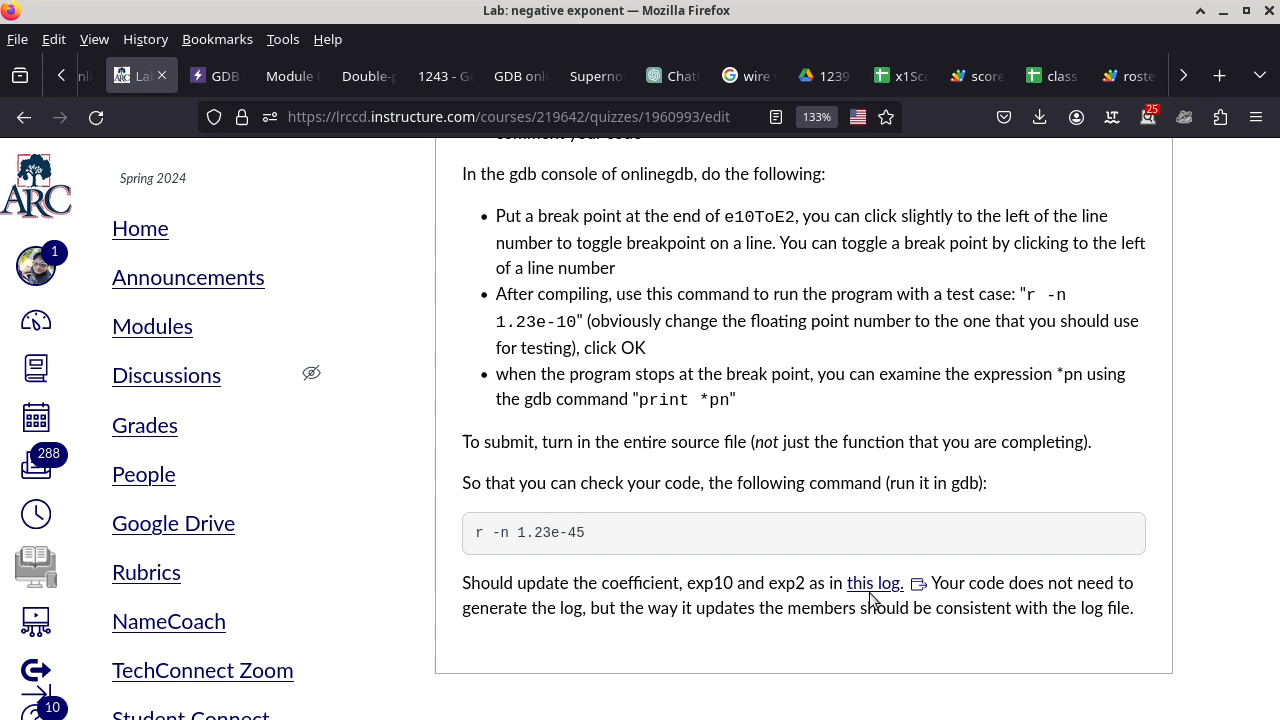 Lab: negative exponent — Mozilla Firefox
File Edit View History Bookmarks Tools Help
La GDB Module Double-p 1243 - G GDB onli Superno Chat wire 1239 x1Sc score class roste
https://lrccd.instructure.com/courses/219642/quizzes/1960993/edit 133% 25
ARC
Spring 2024
1
288
10
Home
Announcements
Modules
Discussions
Grades
People
Google Drive
Rubrics
NameCoach
TechConnect Zoom
Student Connect
comment your code
In the gdb console of onlinegdb, do the following:
• Put a break point at the end of e10ToE2, you can click slightly to the left of the line
number to toggle breakpoint on a line. You can toggle a break point by clicking to the left
of a line number
• After compiling, use this command to run the program with a test case: "r -n
1.23e-10" (obviously change the floating point number to the one that you should use
for testing), click OK
• when the program stops at the break point, you can examine the expression *pn using
the gdb command "print *pn"
To submit, turn in the entire source file (not just the function that you are completing).
So that you can check your code, the following command (run it in gdb):
r -n 1.23e-45
Should update the coefficient, exp10 and exp2 as in this log. Your code does not need to
generate the log, but the way it updates the members should be consistent with the log file.